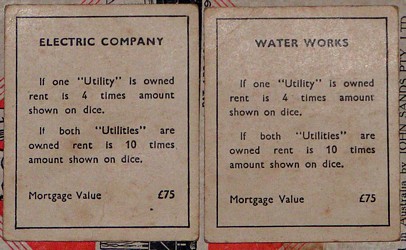 ELECTRIC COMPANY
If one "Utility" is owned
rent is 4 times amount
shown on dice.
If both "Utilities" are
owned rent is 10 times
amount shown on dice.
Mortgage Value £75
WATER WORKS
If one "Utility" is owned
rent is 4 times amount
shown on dice.
If both "Utilities" are
owned rent is 10 times
amount shown on dice.
Mortgage Value £75
in Australia by JOHN SANDS PTY. LTD.